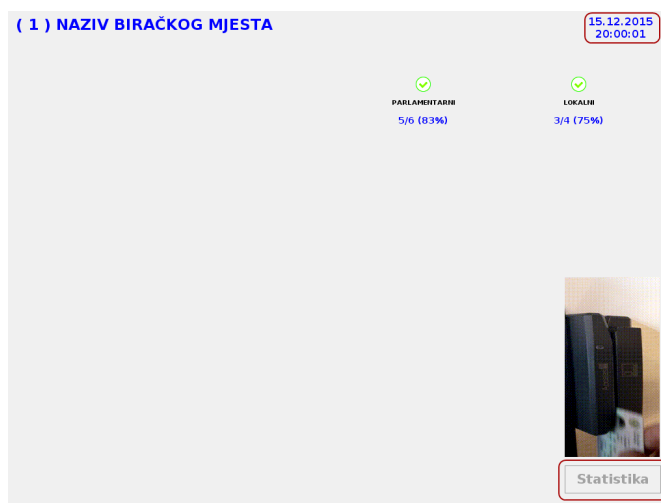 ( 1 ) NAZIV BIRAČKOG MJESTA
15.12.2015
20:00:01
PARLAMENTARNI
LOKALNI
5/6 (83%)
3/4 (75%)
Statistika